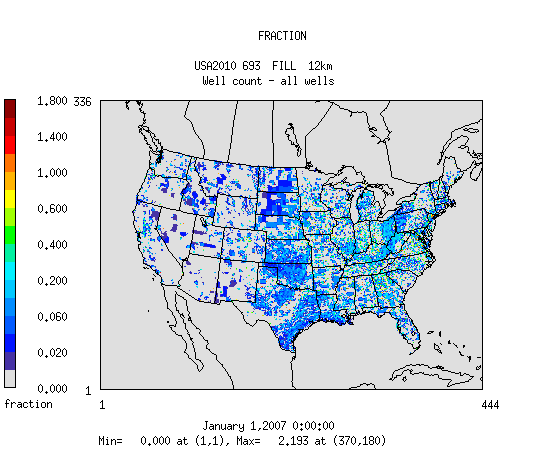 FRACTION
USA2010 693 FILL 12km
Well count - all wells
1.800
1.400
1.000
0.600
0.400
0.200
0.060
0.020
0.000
fraction
336
1
1
444
January 1,2007 0:00:00
Min= 0.000 at (1,1), Max= 2.193 at (370,180)